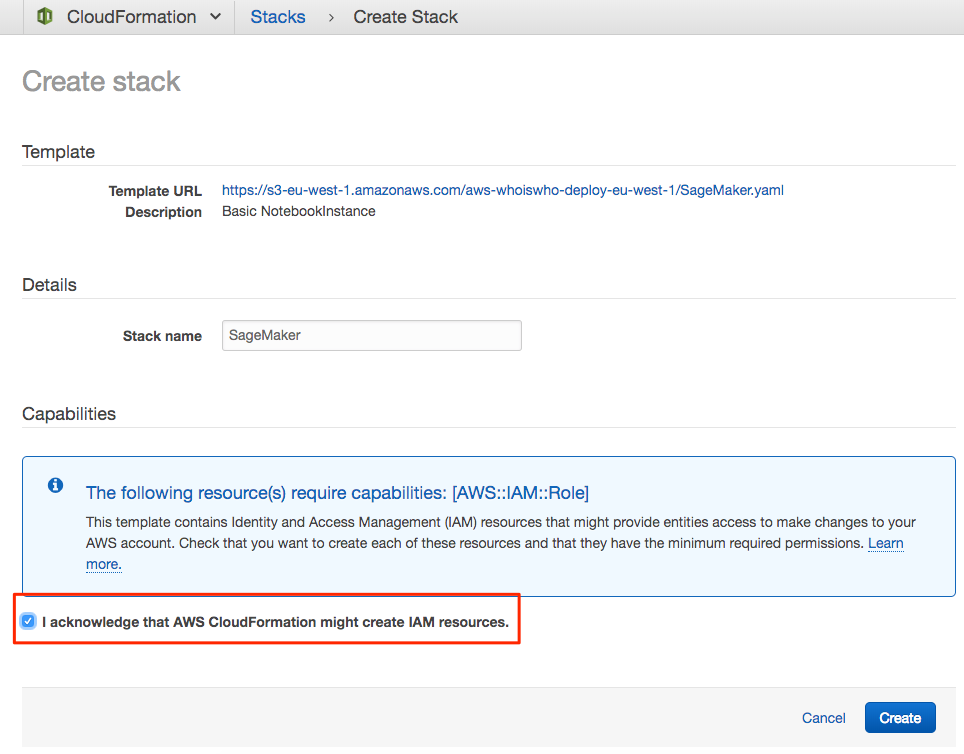 CloudFormation Stacks › Create Stack
Create stack
Template
Template URL https://s3-eu-west-1.amazonaws.com/aws-whoiswho-deploy-eu-west-1/SageMaker.yaml
Description Basic NotebookInstance
Details
Stack name SageMaker
Capabilities
The following resource(s) require capabilities: [AWS::IAM::Role]
This template contains Identity and Access Management (IAM) resources that might provide entities access to make changes to your
AWS account. Check that you want to create each of these resources and that they have the minimum required permissions. Learn
more.
I acknowledge that AWS CloudFormation might create IAM resources.
Cancel Create